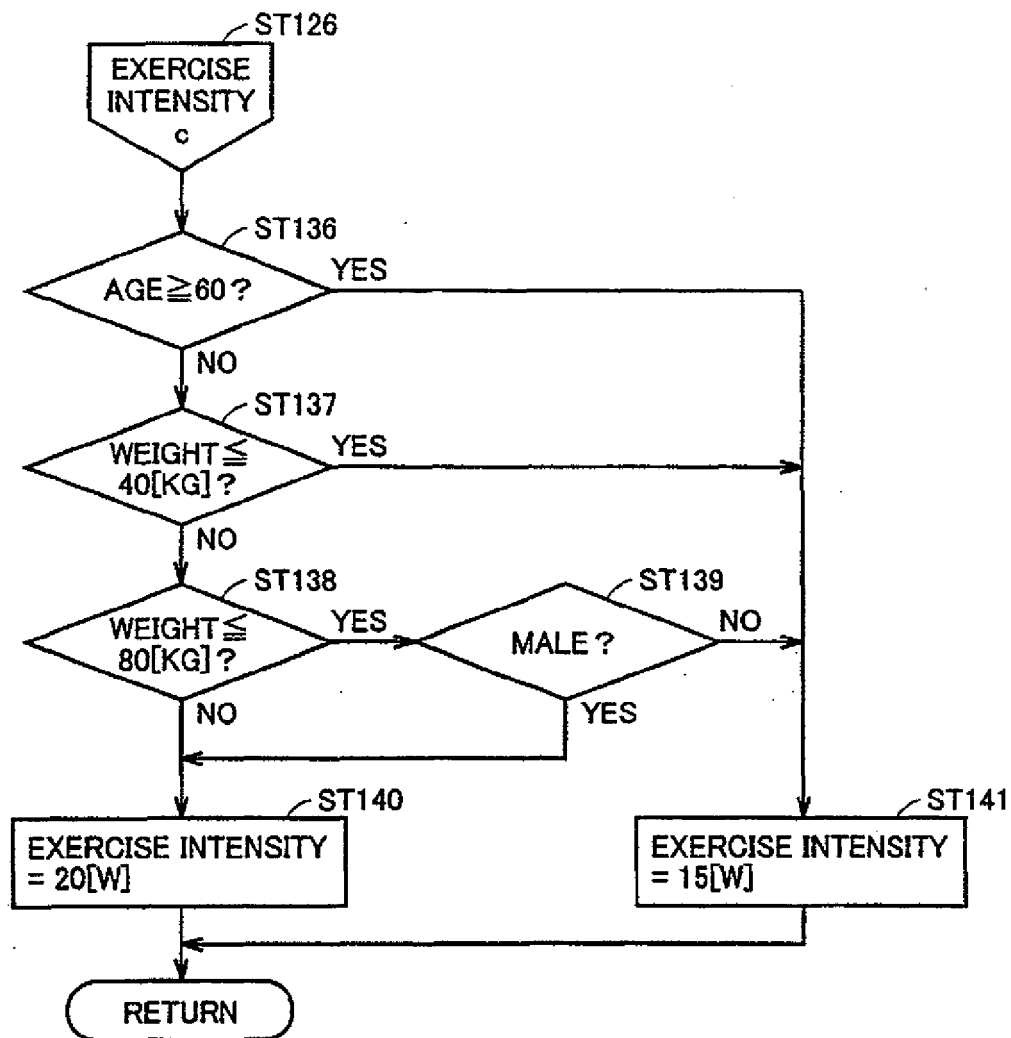 ST126
EXERCISE
INTENSITY
c
ST136
AGE≧60?
YES
NO
ST137
WEIGHT≦
40[KG]?
YES
NO
ST138
WEIGHT≦
80[KG]?
YES
NO
ST139
MALE?
NO
YES
ST140
EXERCISE INTENSITY
= 20[W]
ST141
EXERCISE INTENSITY
= 15[W]
RETURN